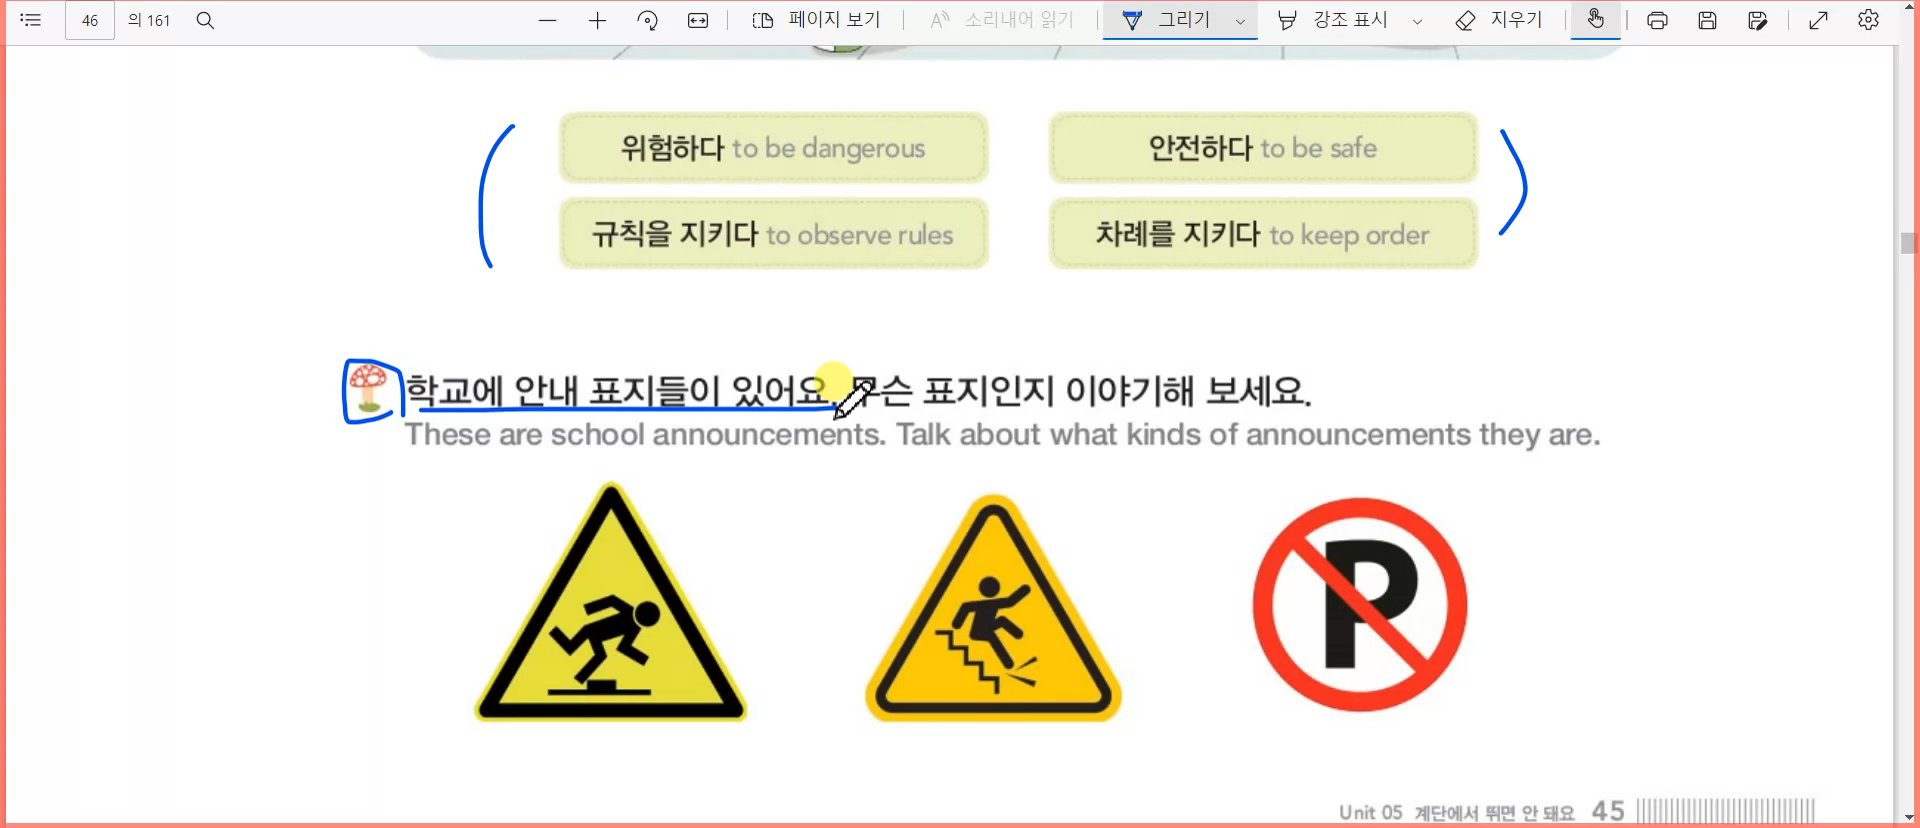 46 의 161 페이지 보기 소리내어 읽기 그리기 강조 표시 지우기
위험하다 to be dangerous 안전하다 to be safe
규칙을 지키다 to observe rules 차례를 지키다 to keep order
학교에 안내 표지들이 있어요. 무슨 표지인지 이야기해 보세요.
These are school announcements. Talk about what kinds of announcements they are.
P
Unit 05 계단에서 뛰면 안 돼요 45